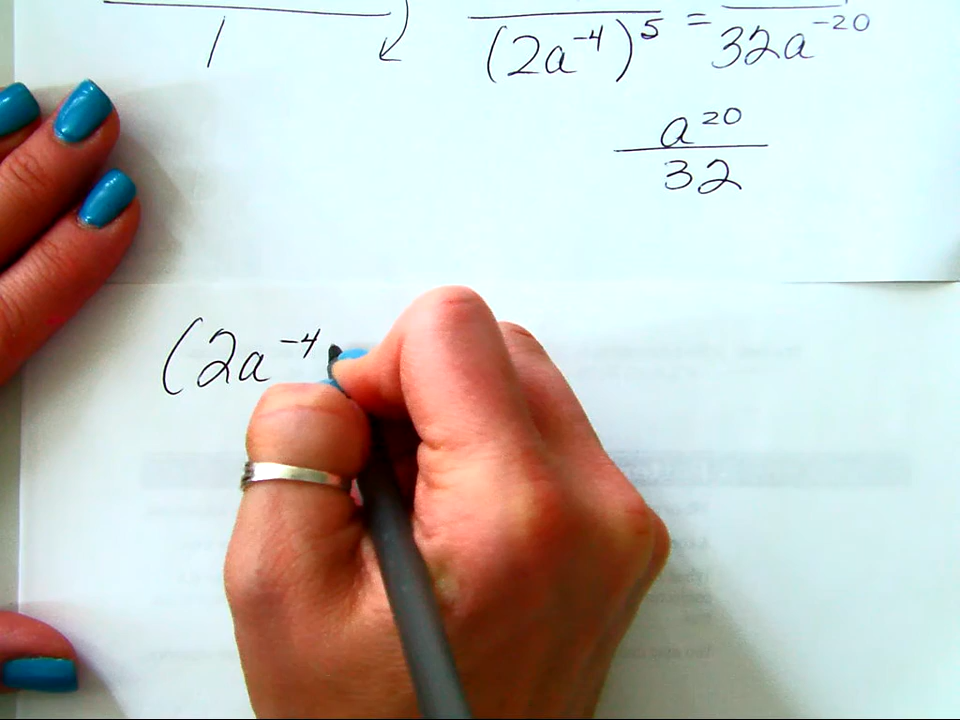 1 (2a⁻⁴)⁵ = 32a⁻²⁰
a²⁰
32
(2a⁻⁴